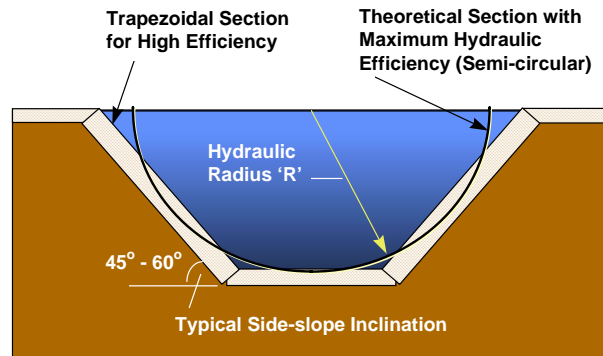 Trapezoidal Section
for High Efficiency
Theoretical Section with
Maximum Hydraulic
Efficiency (Semi-circular)
Hydraulic
Radius ‘R’
45° - 60°
Typical Side-slope Inclination